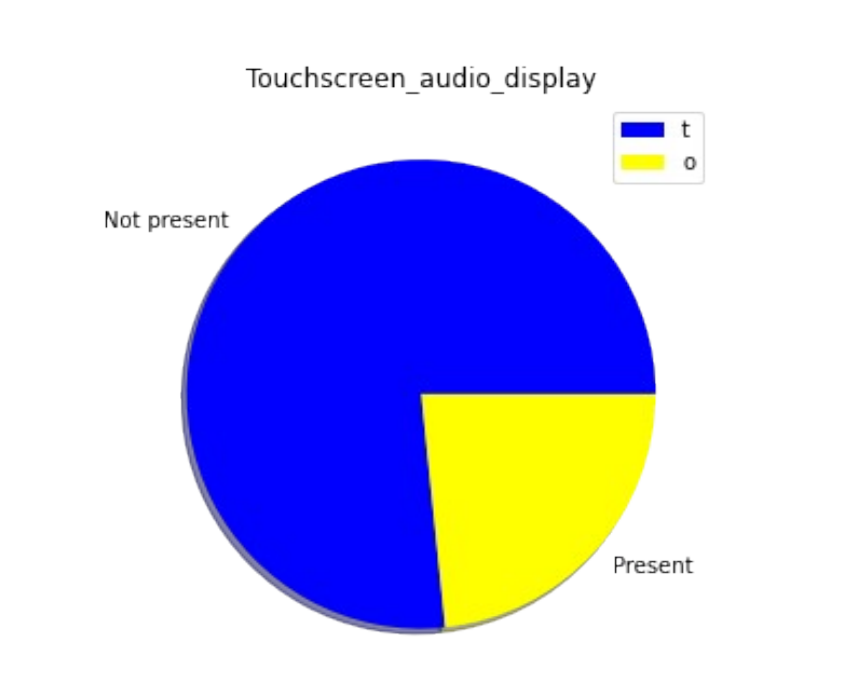 Touchscreen_audio_display
t
o
Not present
Present